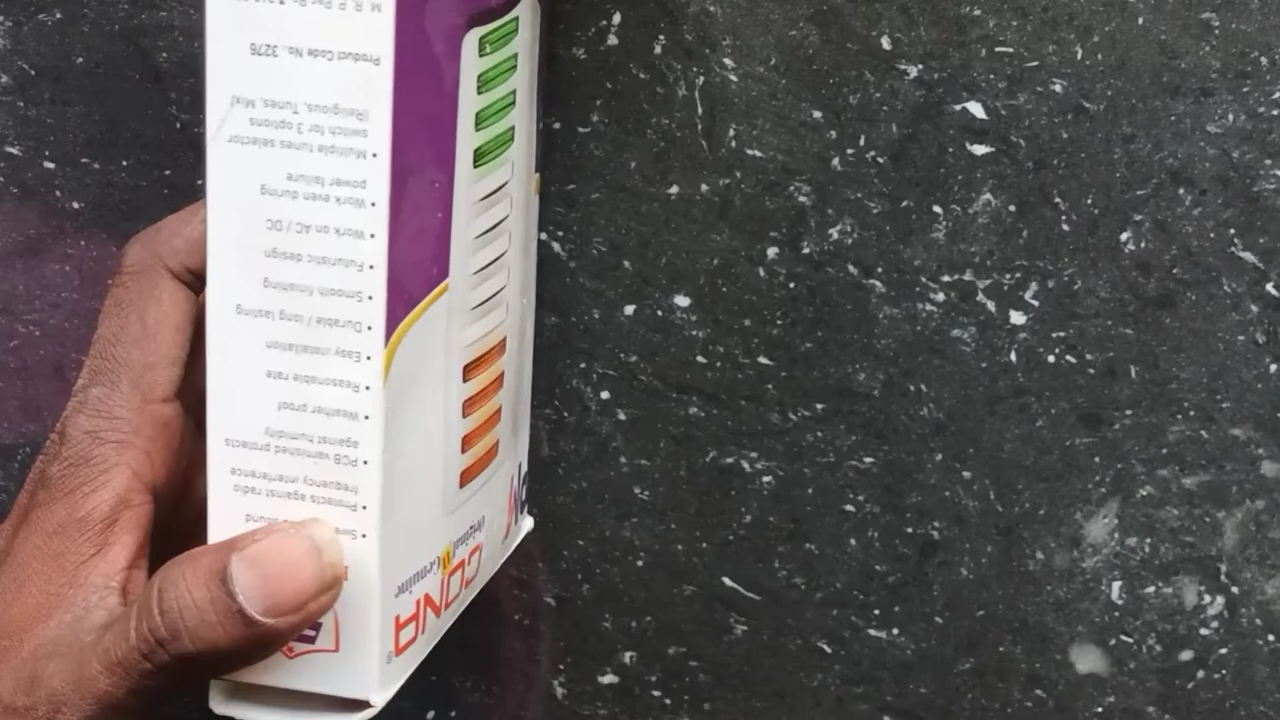 GONA®
Original & Genuine
Protects against radio
frequency interference
• PCB varnished protects
against humidity
• Weather proof
• Reasonable rate
• Easy installation
• Durable / long lasting
• Smooth finishing
• Futuristic design
• Work on AC / DC
• Work even during
power failure
• Multiple tunes selector
switch for 3 options
(Religious, Tunes, Mix)
Product Code No., 3276
M. R. P. Per